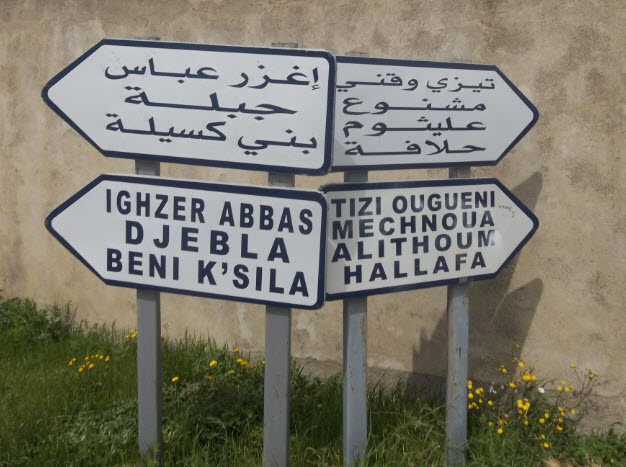 إغزر عباس
جبلة
بني كسيلة
تيزي وقني
مشنوع
عليثوم
حلافة
IGHZER ABBAS
DJEBLA
BENI K'SILA
TIZI OUGUENI
MECHNOUA
ALITHOUM
HALLAFA